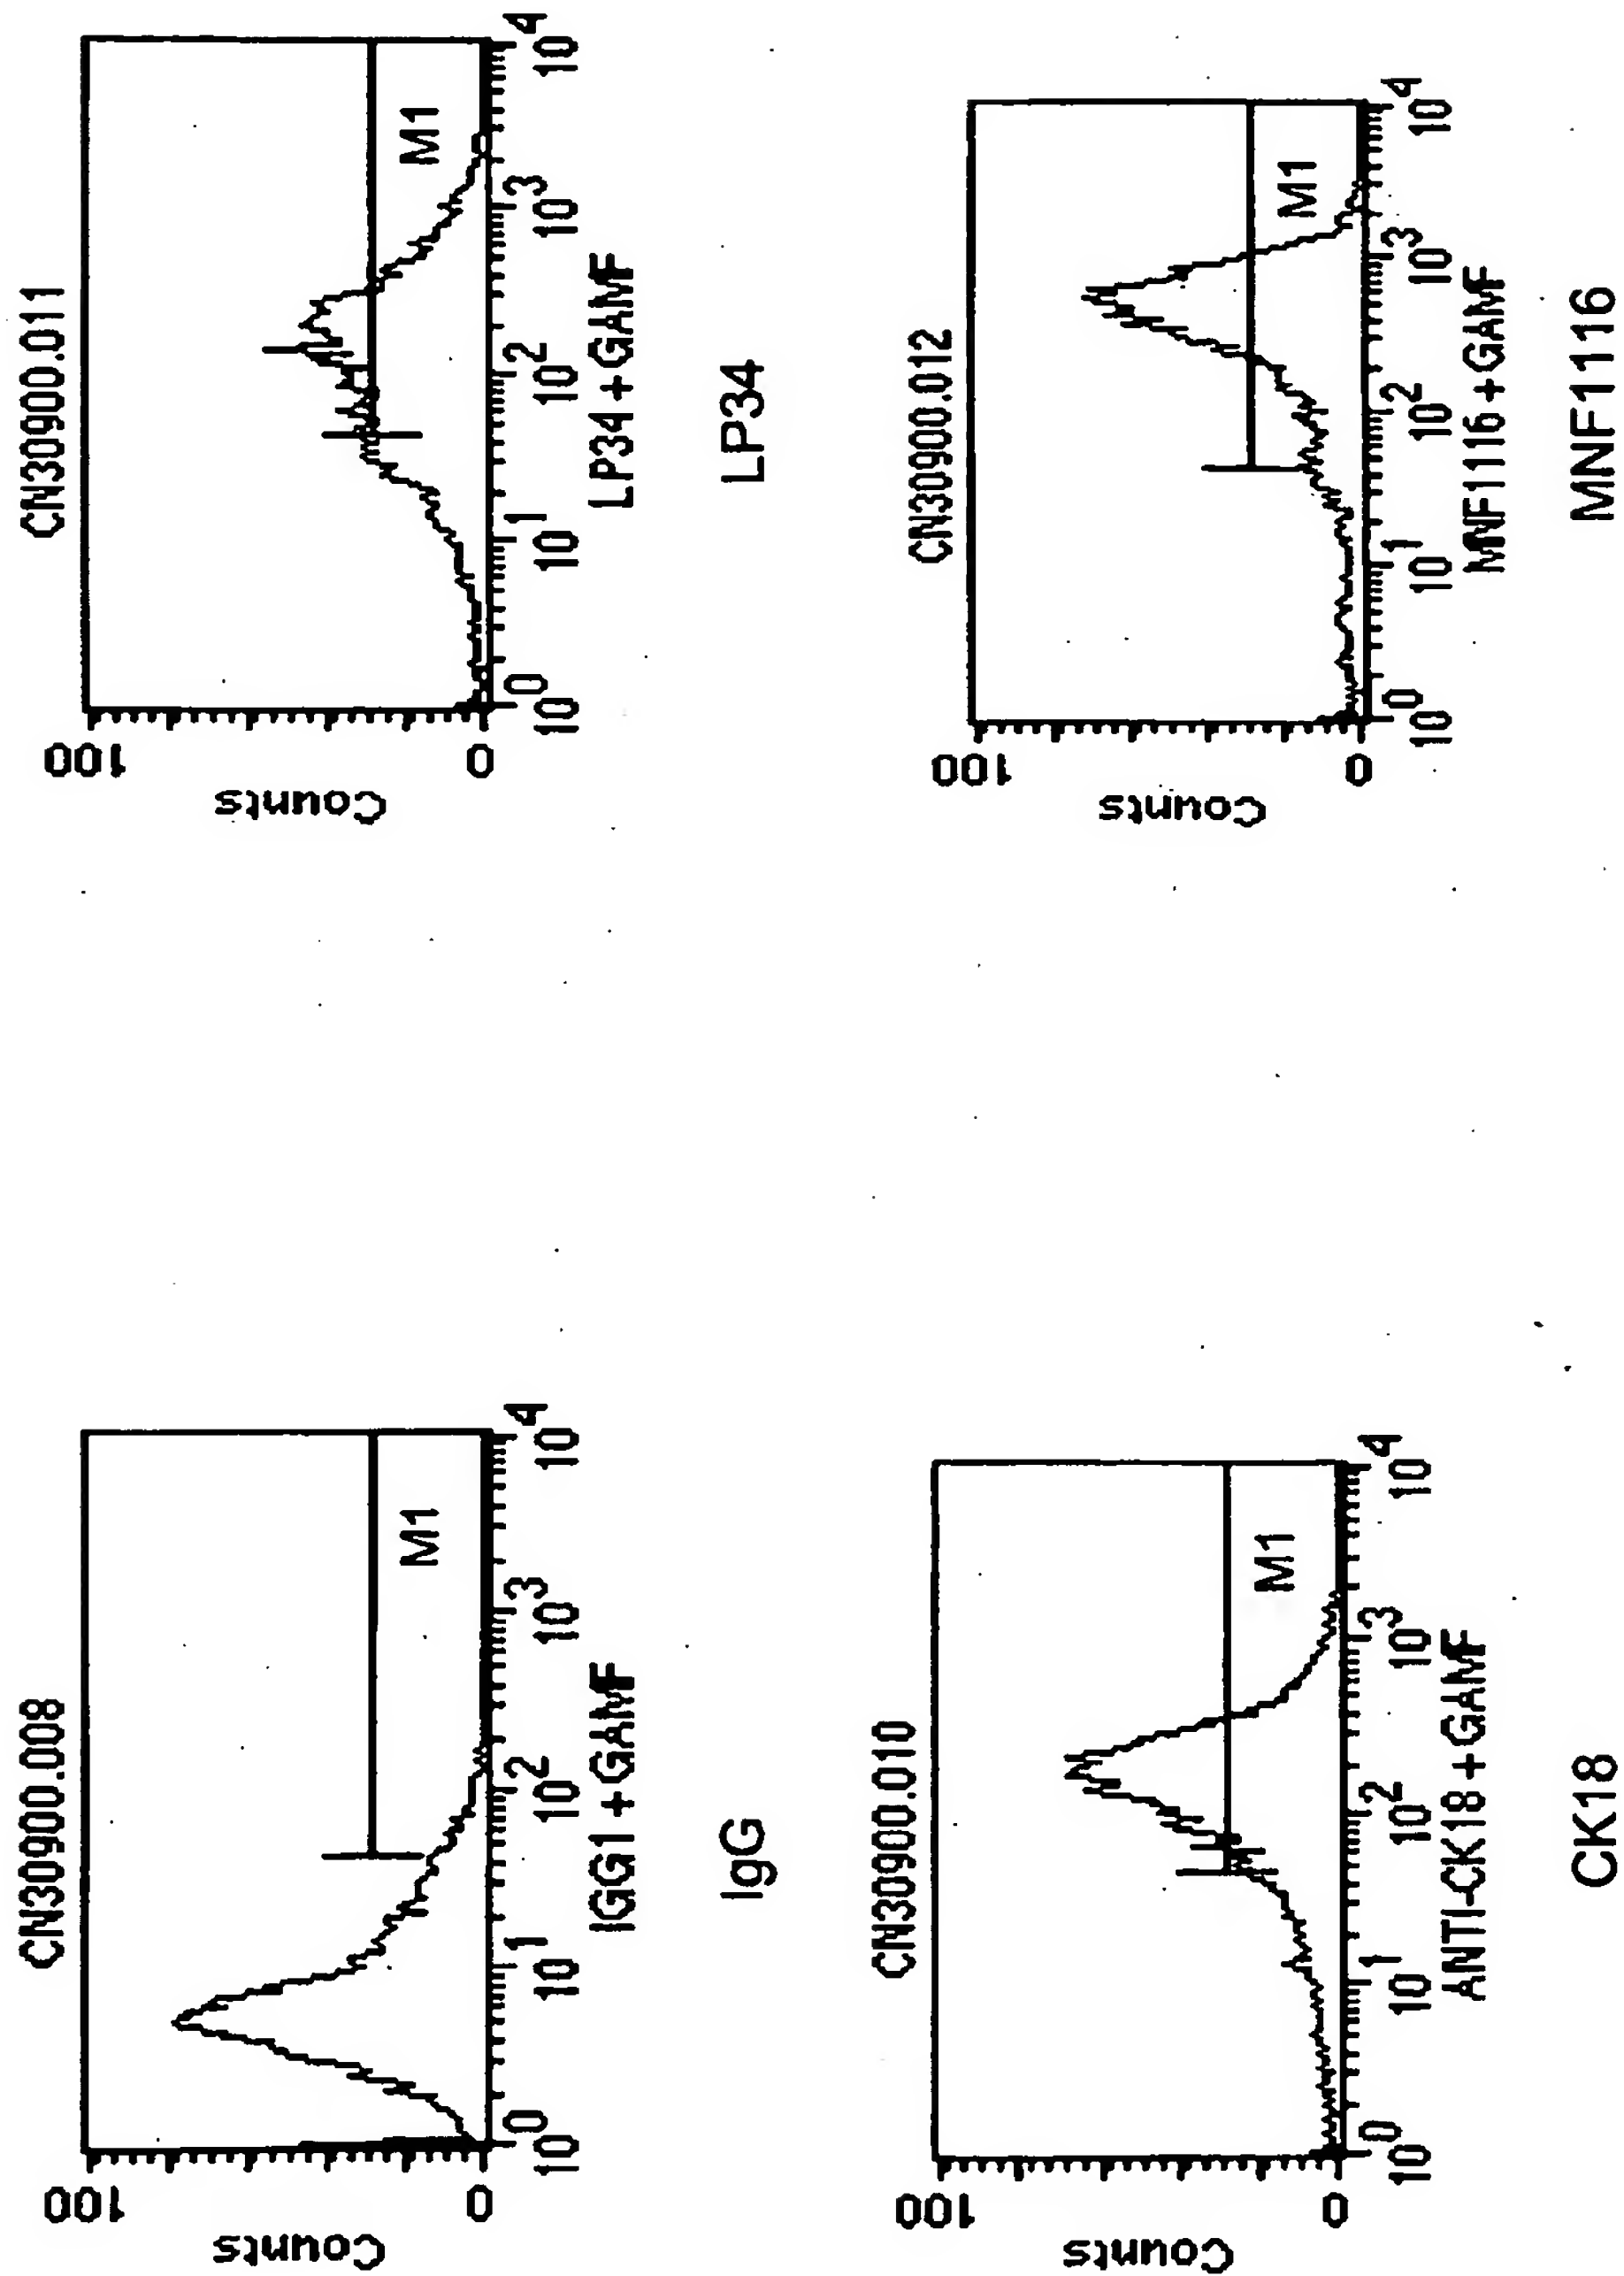 CN30900.008
Counts
100
0
M1
10^0 10^1 10^2 10^3 10^4
IGG1+GAMF
IgG
CN30900.011
Counts
100
0
M1
10^0 10^1 10^2 10^3 10^4
LP34+GAMF
LP34
CN30900.010
Counts
100
0
M1
10^0 10^1 10^2 10^3 10^4
ANTI-CK18+GAMF
CK18
CN30900.012
Counts
100
0
M1
10^0 10^1 10^2 10^3 10^4
MNF1116+GAMF
MNF1116